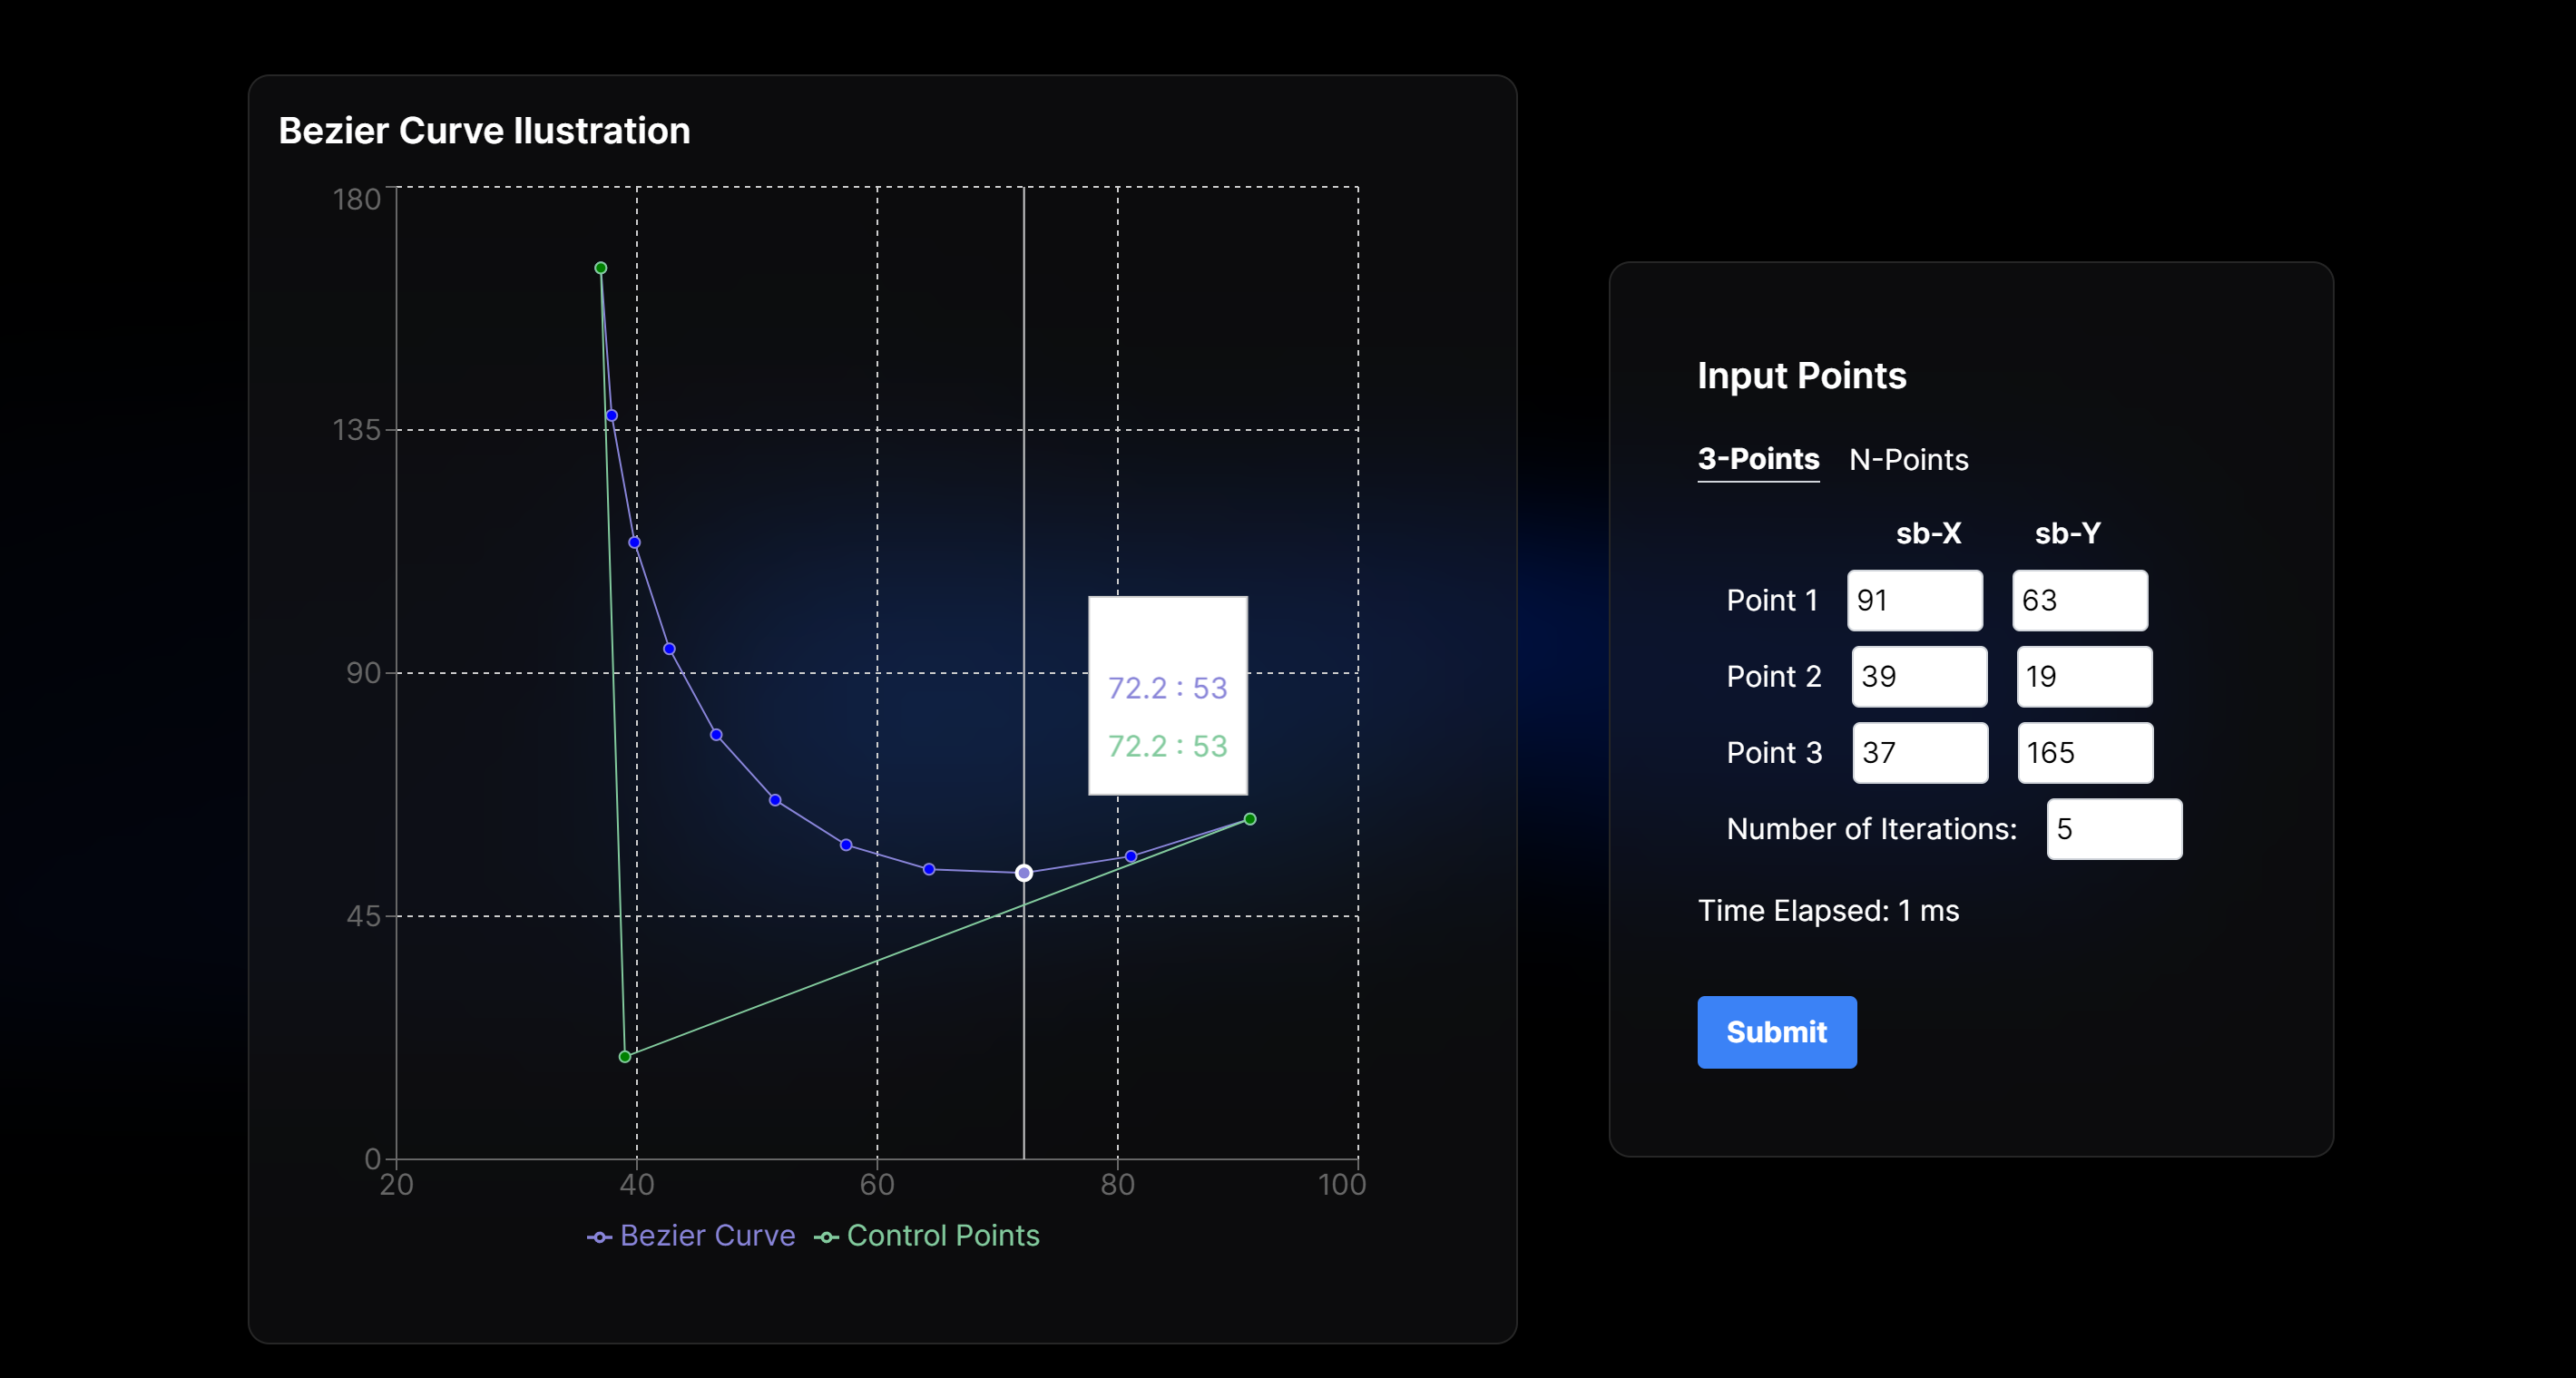 Bezier Curve Ilustration
180
135
90
45
0
20 40 60 80 100
72.2 : 53
72.2 : 53
Bezier Curve Control Points
Input Points
3-Points N-Points
sb-X sb-Y
Point 1 91 63
Point 2 39 19
Point 3 37 165
Number of Iterations: 5
Time Elapsed: 1 ms
Submit